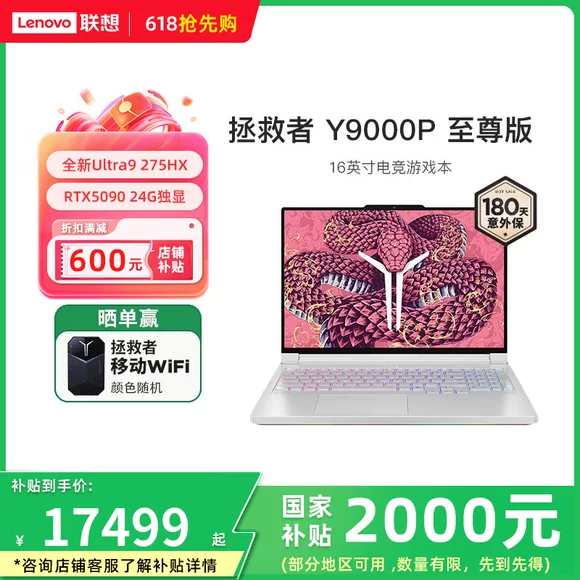 Lenovo 联想
618抢先购
拯救者 Y9000P 至尊版
16英寸电竞游戏本
全新Ultra9 275HX
RTX5090 24G独显
折扣满减
600元
店铺
补贴
180天
意外保
晒单赢
拯救者
移动WiFi
颜色随机
补贴到手价:
¥ 17499 起
*咨询店铺客服了解补贴详情
国家
补贴
2000元
(部分地区可用,数量有限，先到先得)